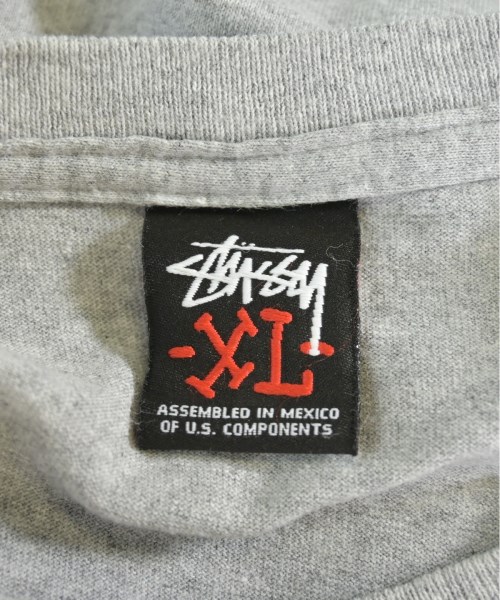 STÜSSY
-XL-
ASSEMBLED IN MEXICO
OF U.S. COMPONENTS